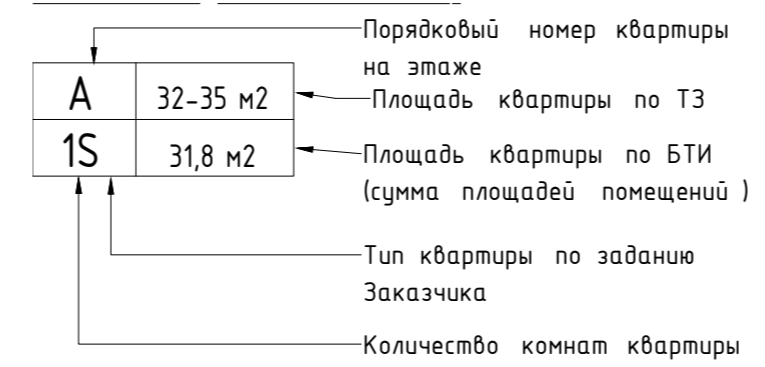 Порядковый номер квартиры
на этаже
А 32-35 м2
Площадь квартиры по ТЗ
1S 31,8 м2
Площадь квартиры по БТИ
(сумма площадей помещений )
Тип квартиры по заданию
Заказчика
Количество комнат квартиры